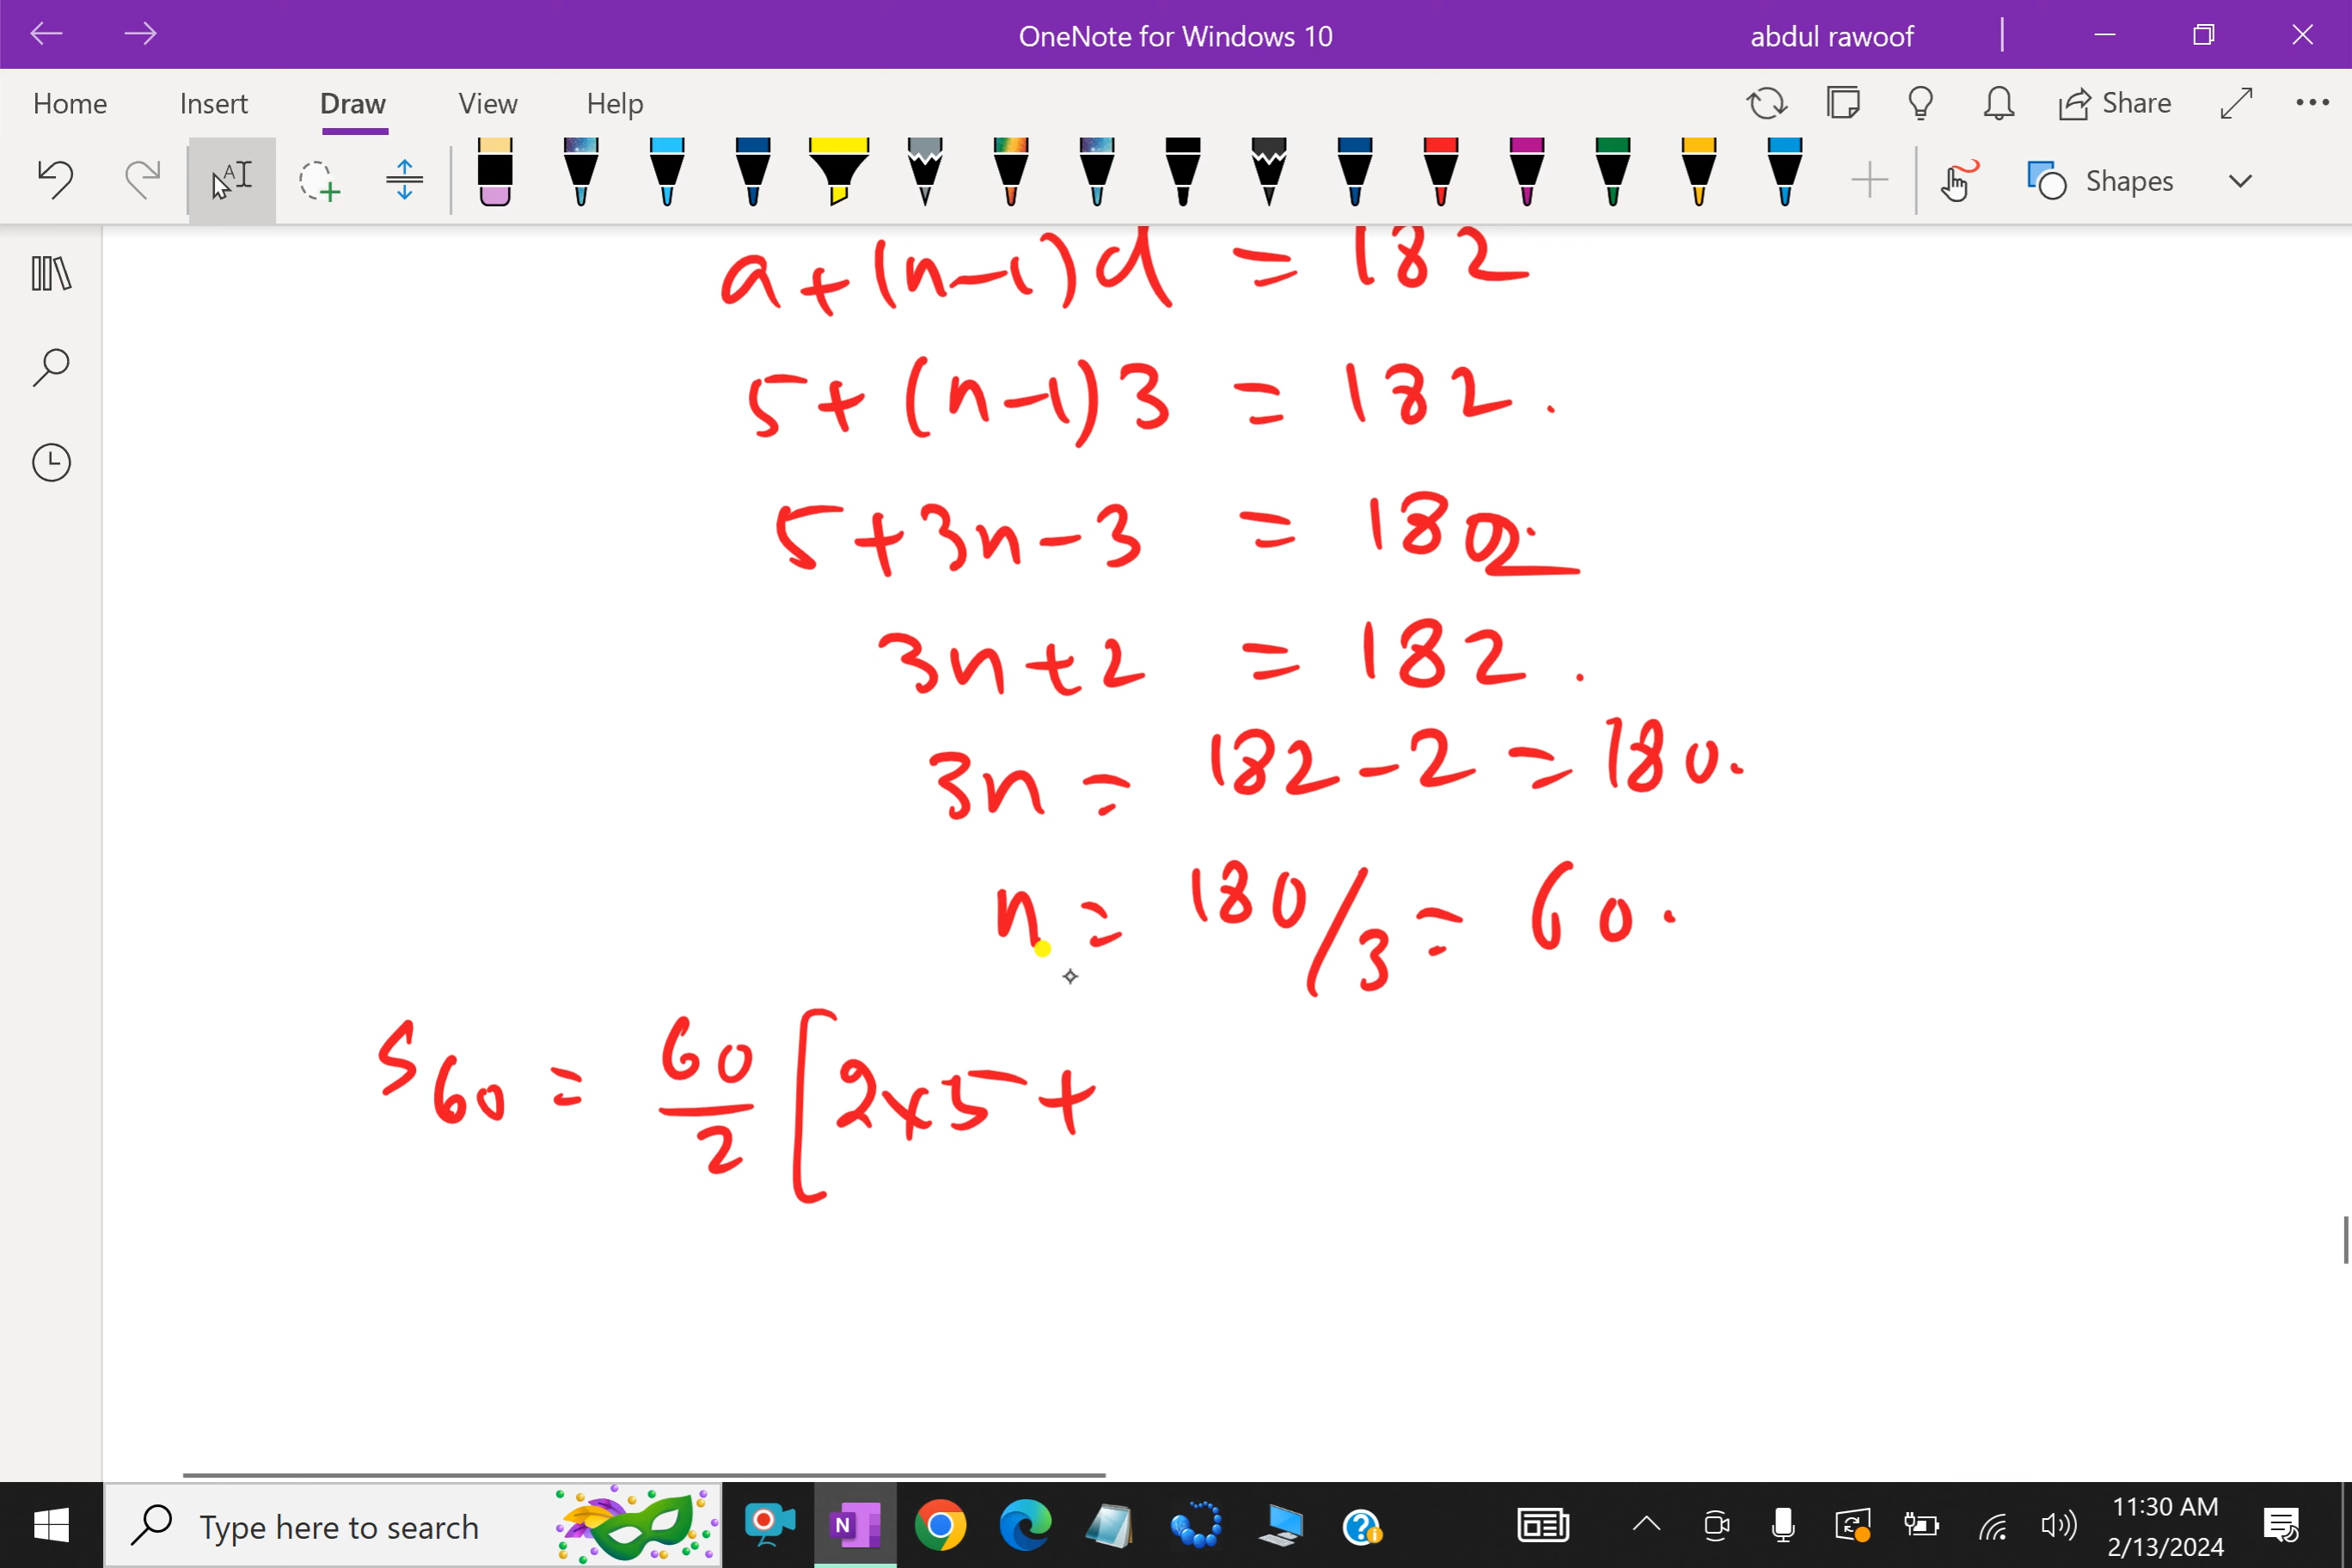 OneNote for Windows 10
abdul rawoof
Home Insert Draw View Help
Share
Shapes
a+(n-1)d = 182
5+(n-1)3 = 182.
5+3n-3 = 182.
3n+2 = 182.
3n = 182-2 = 180.
n = 180/3 = 60.
S60 = 60/2 [2x5+
Type here to search
N
11:30 AM
2/13/2024